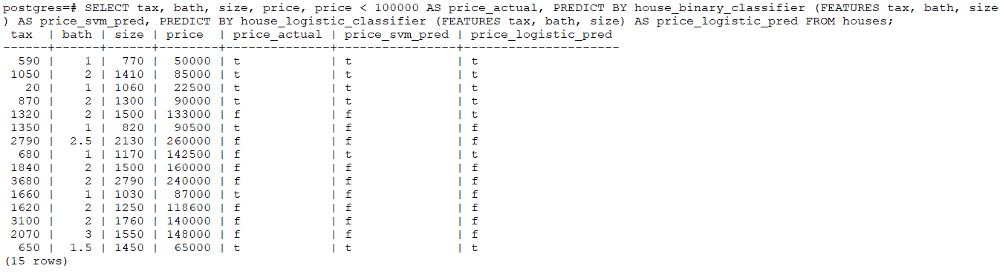 postgres=# SELECT tax, bath, size, price, price < 100000 AS price_actual, PREDICT BY house_binary_classifier (FEATURES tax, bath, size
) AS price_svm_pred, PREDICT BY house_logistic_classifier (FEATURES tax, bath, size) AS price_logistic_pred FROM houses;
 tax  | bath | size | price  | price_actual | price_svm_pred | price_logistic_pred
------+------+------+--------+--------------+----------------+---------------------
  590 |    1 |  770 |  50000 | t            | t              | t
 1050 |    2 | 1410 |  85000 | t            | t              | t
   20 |    1 | 1060 |  22500 | t            | t              | t
  870 |    2 | 1300 |  90000 | t            | t              | t
 1320 |    2 | 1500 | 133000 | f            | f              | t
 1350 |    1 |  820 |  90500 | t            | f              | f
 2790 |  2.5 | 2130 | 260000 | f            | f              | f
  680 |    1 | 1170 | 142500 | f            | t              | t
 1840 |    2 | 1500 | 160000 | f            | f              | f
 3680 |    2 | 2790 | 240000 | f            | f              | f
 1660 |    1 | 1030 |  87000 | t            | f              | f
 1620 |    2 | 1250 | 118600 | f            | f              | f
 3100 |    2 | 1760 | 140000 | f            | f              | f
 2070 |    3 | 1550 | 148000 | f            | f              | f
  650 |  1.5 | 1450 |  65000 | t            | t              | t
(15 rows)